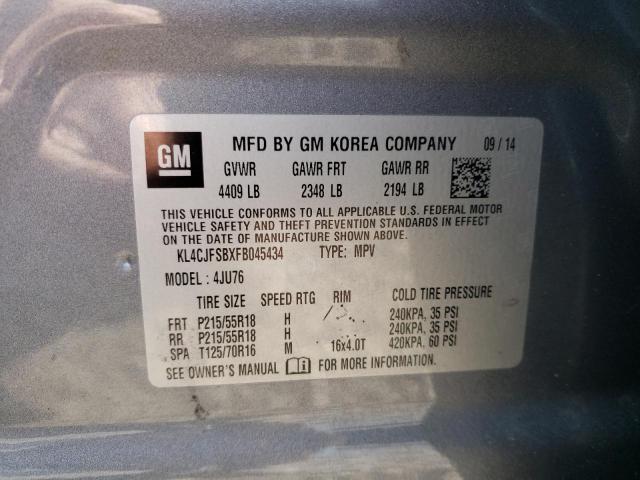 GM
MFD BY GM KOREA COMPANY 09 / 14
GVWR GAWR FRT GAWR RR
4409 LB 2348 LB 2194 LB
THIS VEHICLE CONFORMS TO ALL APPLICABLE U.S. FEDERAL MOTOR
VEHICLE SAFETY AND THEFT PREVENTION STANDARDS IN EFFECT
ON THE DATE OF MANUFACTURE SHOWN ABOVE.
KL4CJFSBXFB045434 TYPE: MPV
MODEL : 4JU76
TIRE SIZE SPEED RTG RIM COLD TIRE PRESSURE
FRT P215/55R18 H 240KPA, 35 PSI
RR P215/55R18 H 240KPA, 35 PSI
SPA T125/70R16 M 16x4.0T 420KPA, 60 PSI
SEE OWNER'S MANUAL FOR MORE INFORMATION.